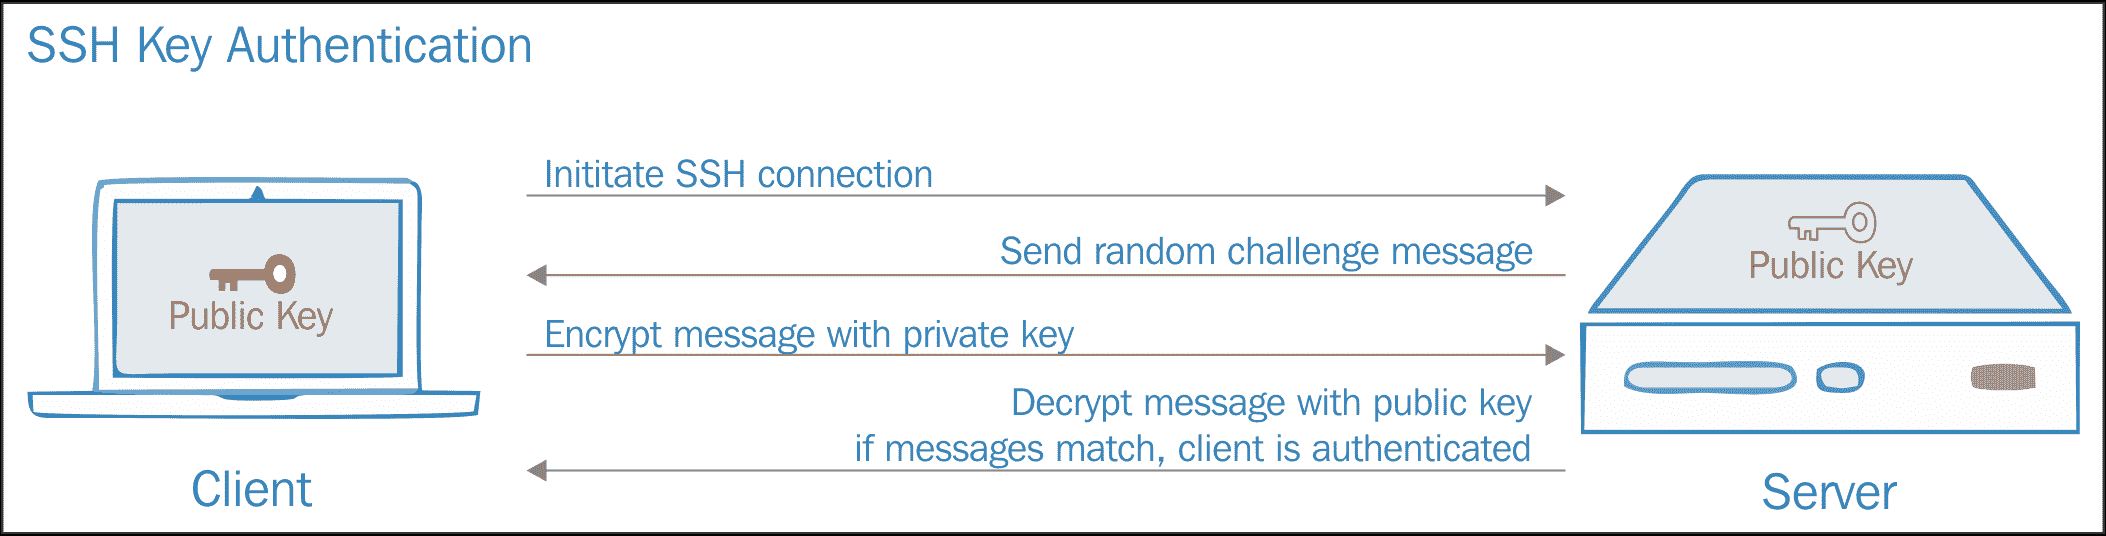 SSH Key Authentication
Inititate SSH connection
Send random challenge message
Public Key
Public Key
Encrypt message with private key
Decrypt message with public key
if messages match, client is authenticated
Client
Server